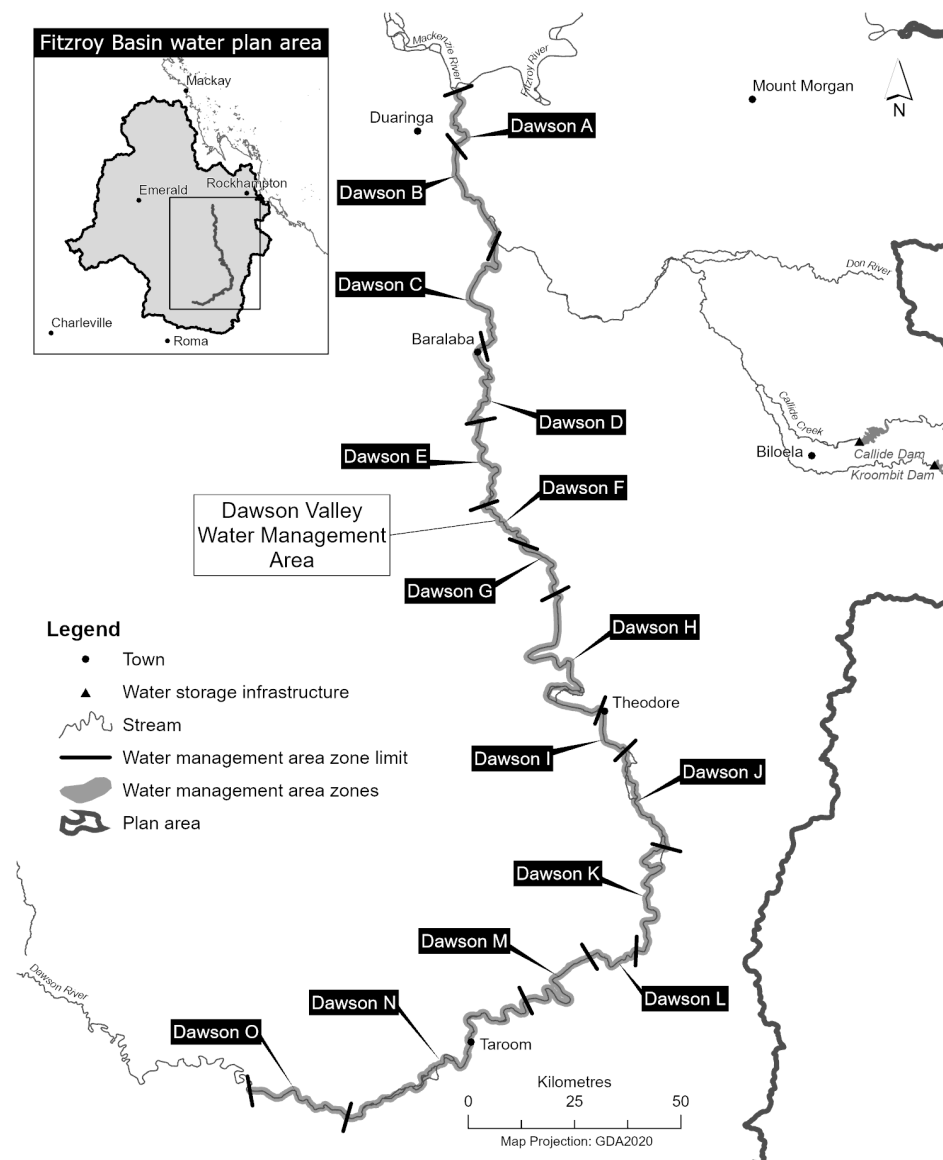 Fitzroy Basin water plan area
Mackay
Emerald
Rockhampton
Charleville
Roma
Mackenzie River
Fitzroy River
Mount Morgan
N
Duaringa
Dawson A
Dawson B
Don River
Dawson C
Baralaba
Callide Creek
Dawson D
Biloela
Callide Dam
Kroombit Dam
Dawson E
Dawson F
Dawson Valley
Water Management
Area
Dawson G
Legend
Town
Water storage infrastructure
Stream
Water management area zone limit
Water management area zones
Plan area
Dawson H
Theodore
Dawson I
Dawson J
Dawson K
Dawson M
Dawson L
Dawson River
Dawson N
Dawson O
Taroom
Kilometres
0 25 50
Map Projection: GDA2020